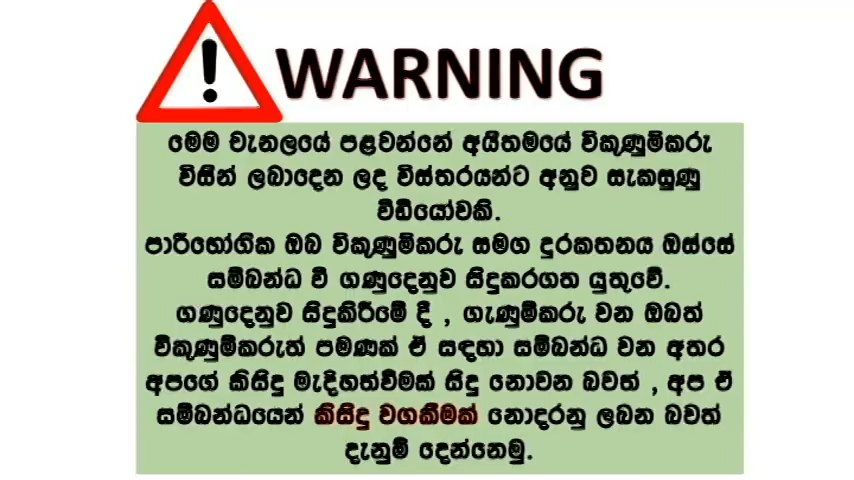 WARNING
මෙම චැනලයේ පළවන්නේ අයිතමයේ විකුණුම්කරු
විසින් ලබාදෙන ලද විස්තරයන්ට අනුව සැකසුණු
වීඩියෝවකි.
පාරිභෝගික ඔබ විකුණුම්කරු සමග දුරකතනය ඔස්සේ
සම්බන්ධ වී ගණුදෙනුව සිදුකරගත යුතුවේ.
ගණුදෙනුව සිදුකිරීමේ දී , ගැණුම්කරු වන ඔබත්
විකුණුම්කරුත් පමණක් ඒ සඳහා සම්බන්ධ වන අතර
අපගේ කිසිදු මැදිහත්වීමක් සිදු නොවන බවත් , අප ඒ
සම්බන්ධයෙන් කිසිදු වගකීමක් නොදරනු ලබන බවත්
දැනුම් දෙන්නෙමු.